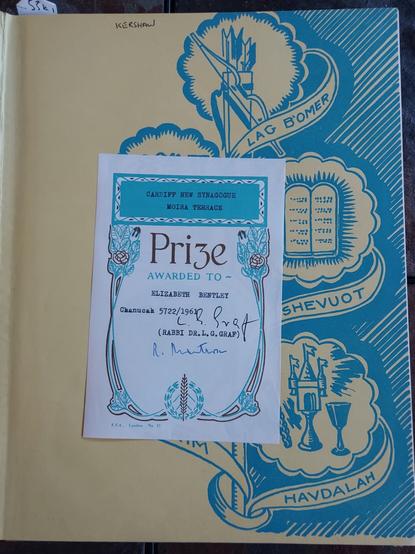 KERSHAW
LAG B'OMER
CARDIFF NEW SYNAGOGUE
MOIRA TERRACE
Prize
AWARDED TO ~
ELIZABETH BENTLEY
Chanucah 5722/1961
(RABBI DR.L.G.GRAF)
SHEVUOT
HAVDALAH